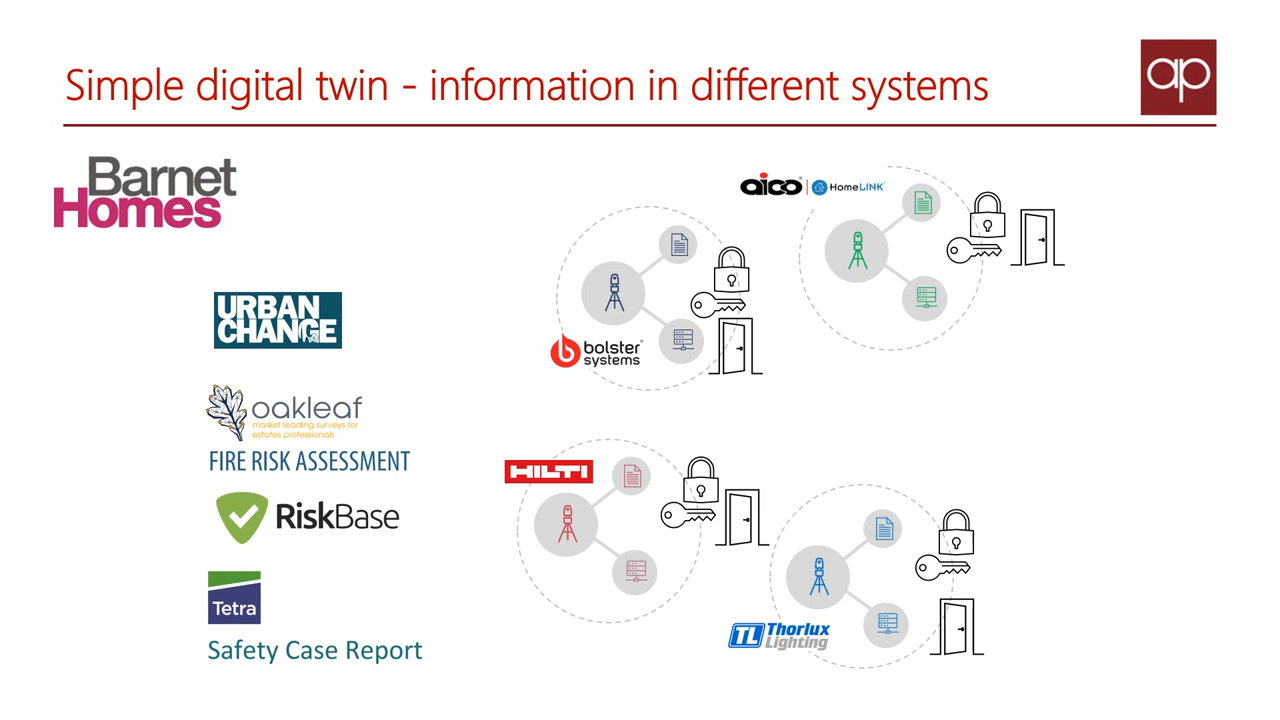 Simple digital twin - information in different systems
ap
Barnet
Homes
URBAN
CHANGE
oakleaf
market leading surveys for
estates professionals
FIRE RISK ASSESSMENT
RiskBase
Tetra
Safety Case Report
aico | HomeLINK
bolster
systems
HILTI
TL Thorlux
Lighting